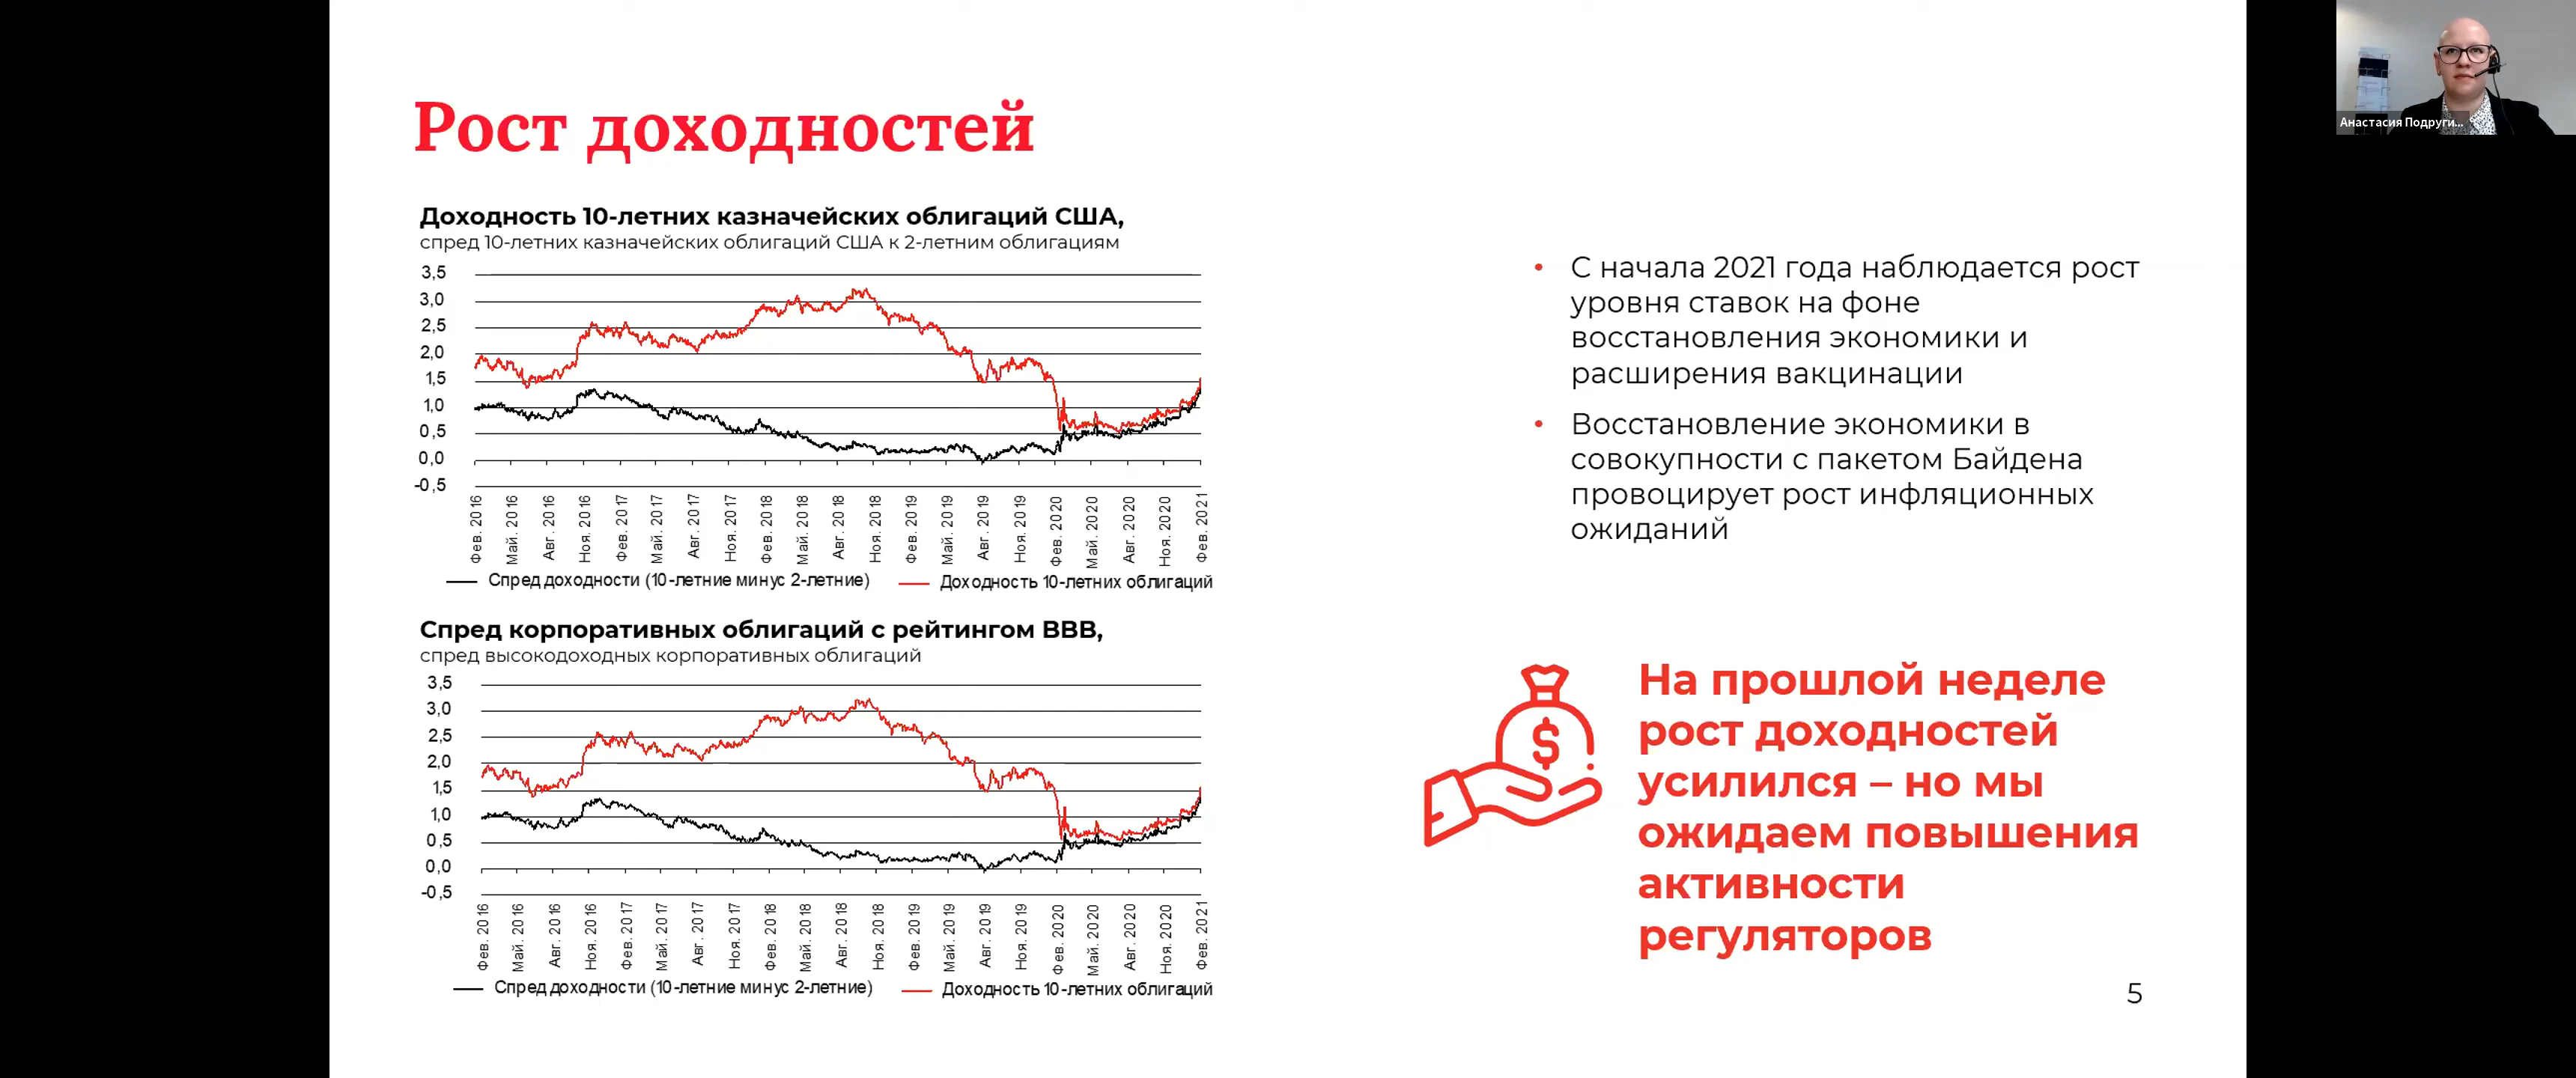 Рост доходностей
Доходность 10-летних казначейских облигаций США,
спред 10-летних казначейских облигаций США к 2-летним облигациям
3,5
3,0
2,5
2,0
1,5
1,0
0,5
0,0
-0,5
Фев. 2016
Май. 2016
Авг. 2016
Ноя. 2016
Фев. 2017
Май. 2017
Авг. 2017
Ноя. 2017
Фев. 2018
Май. 2018
Авг. 2018
Ноя. 2018
Фев. 2019
Май. 2019
Авг. 2019
Ноя. 2019
Фев. 2020
Май. 2020
Авг. 2020
Ноя. 2020
Фев. 2021
Спред доходности (10-летние минус 2-летние)
Доходность 10-летних облигаций
Спред корпоративных облигаций с рейтингом BBB,
спред высокодоходных корпоративных облигаций
3,5
3,0
2,5
2,0
1,5
1,0
0,5
0,0
-0,5
Фев. 2016
Май. 2016
Авг. 2016
Ноя. 2016
Фев. 2017
Май. 2017
Авг. 2017
Ноя. 2017
Фев. 2018
Май. 2018
Авг. 2018
Ноя. 2018
Фев. 2019
Май. 2019
Авг. 2019
Ноя. 2019
Фев. 2020
Май. 2020
Авг. 2020
Ноя. 2020
Фев. 2021
Спред доходности (10-летние минус 2-летние)
Доходность 10-летних облигаций
• С начала 2021 года наблюдается рост
уровня ставок на фоне
восстановления экономики и
расширения вакцинации
• Восстановление экономики в
совокупности с пакетом Байдена
провоцирует рост инфляционных
ожиданий
$
На прошлой неделе
рост доходностей
усилился – но мы
ожидаем повышения
активности
регуляторов
5
Анастасия Подруги...